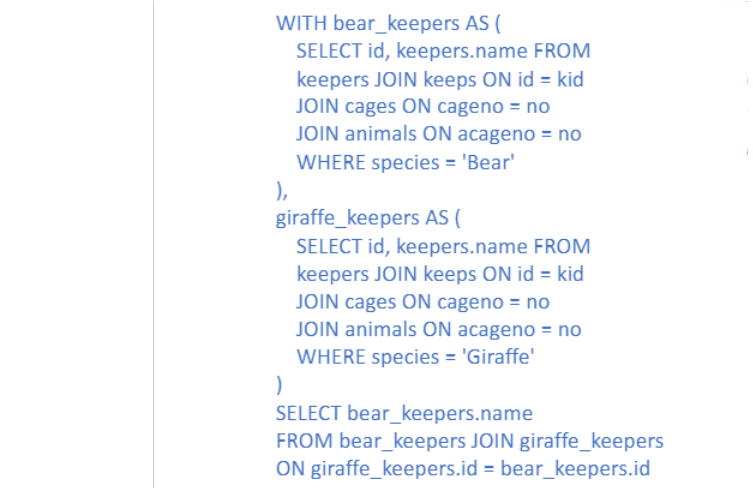 WITH bear_keepers AS (
SELECT id, keepers.name FROM
keepers JOIN keeps ON id = kid
JOIN cages ON cageno = no
JOIN animals ON acageno = no
WHERE species = 'Bear'
),
giraffe_keepers AS (
SELECT id, keepers.name FROM
keepers JOIN keeps ON id = kid
JOIN cages ON cageno = no
JOIN animals ON acageno = no
WHERE species = 'Giraffe'
)
SELECT bear_keepers.name
FROM bear_keepers JOIN giraffe_keepers
ON giraffe_keepers.id = bear_keepers.id